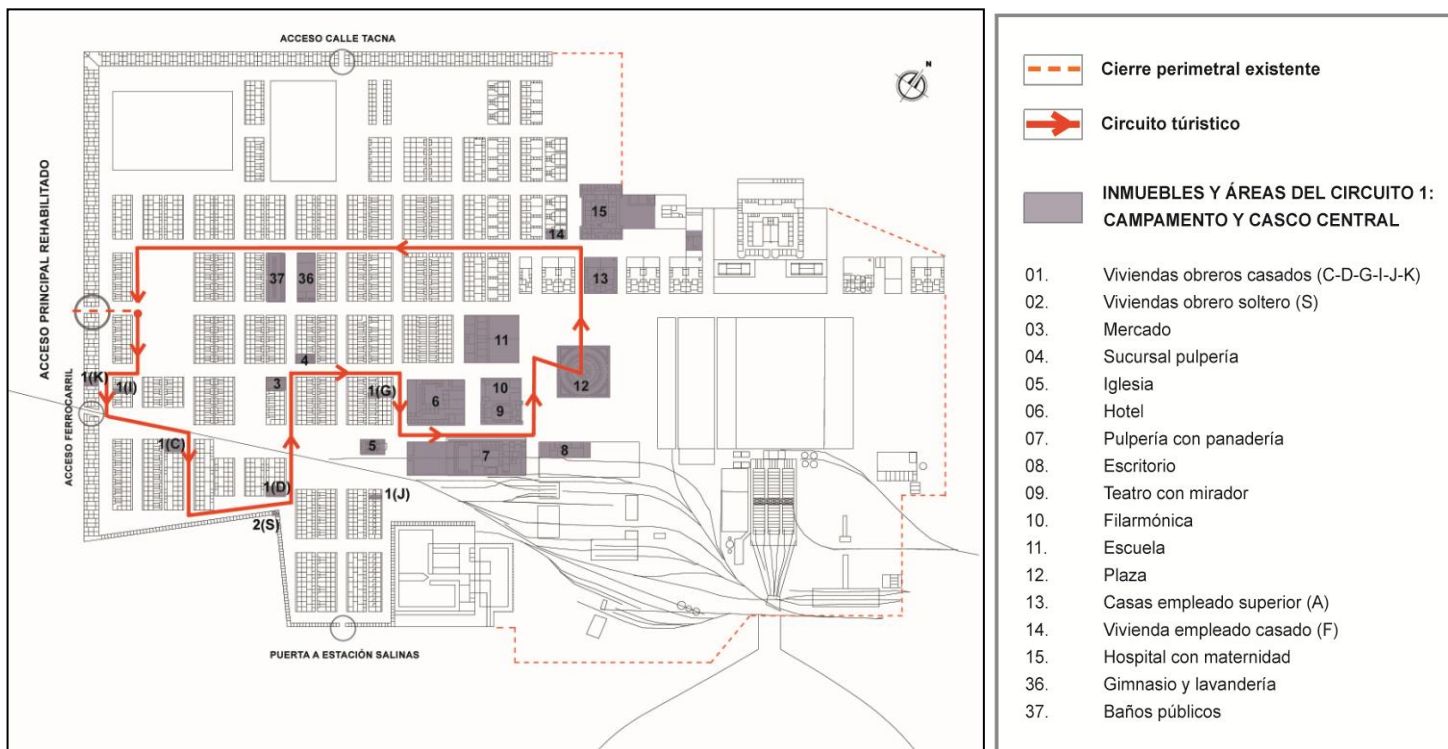 ACCESO CALLE TACNA
N
ACCESO PRINCIPAL REHABILITADO
15
14
37
36
13
11
4
12
1(K)
1(I)
3
1(G)
6
10
9
ACCESO FERROCARRIL
1(C)
5
7
8
1(D)
1(J)
2(S)
PUERTA A ESTACIÓN SALINAS
Cierre perimetral existente
Circuito túristico
INMUEBLES Y ÁREAS DEL CIRCUITO 1:
CAMPAMENTO Y CASCO CENTRAL
01. Viviendas obreros casados (C-D-G-I-J-K)
02. Viviendas obrero soltero (S)
03. Mercado
04. Sucursal pulpería
05. Iglesia
06. Hotel
07. Pulpería con panadería
08. Escritorio
09. Teatro con mirador
10. Filarmónica
11. Escuela
12. Plaza
13. Casas empleado superior (A)
14. Vivienda empleado casado (F)
15. Hospital con maternidad
36. Gimnasio y lavandería
37. Baños públicos